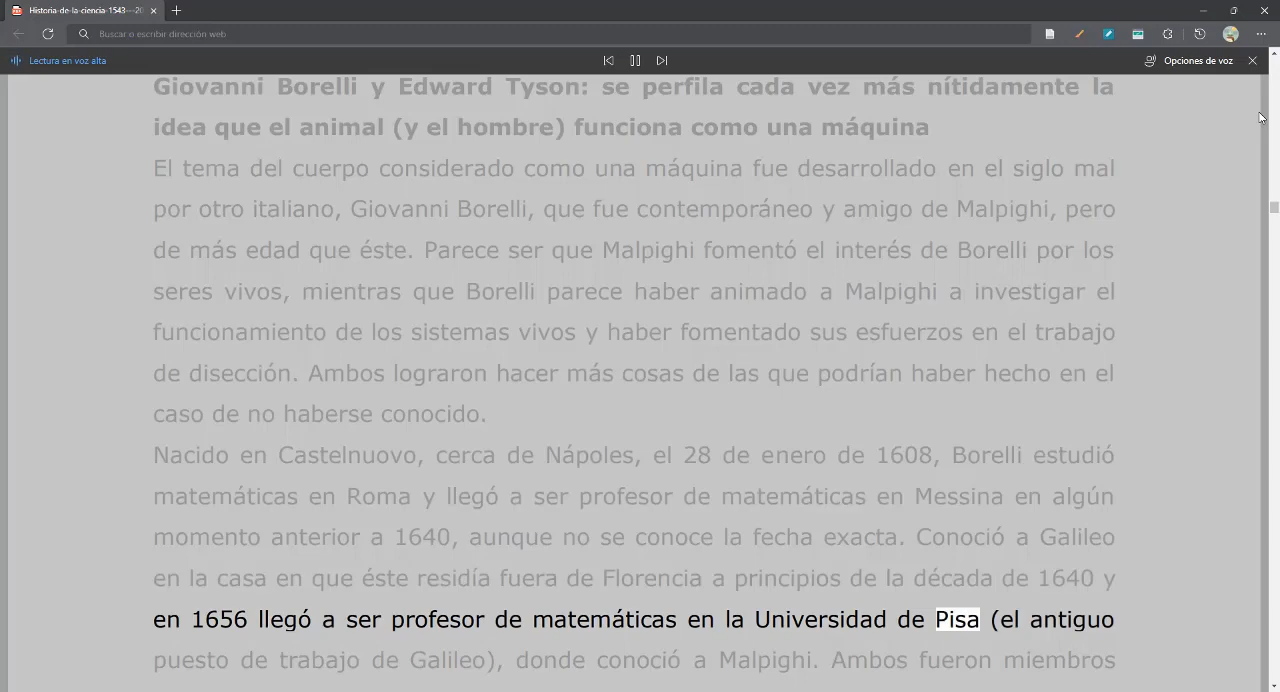 Historia-de-la-ciencia-1543---20
Buscar o escribir dirección web
Lectura en voz alta
Opciones de voz
Giovanni Borelli y Edward Tyson: se perfila cada vez más nítidamente la
idea que el animal (y el hombre) funciona como una máquina
El tema del cuerpo considerado como una máquina fue desarrollado en el siglo mal
por otro italiano, Giovanni Borelli, que fue contemporáneo y amigo de Malpighi, pero
de más edad que éste. Parece ser que Malpighi fomentó el interés de Borelli por los
seres vivos, mientras que Borelli parece haber animado a Malpighi a investigar el
funcionamiento de los sistemas vivos y haber fomentado sus esfuerzos en el trabajo
de disección. Ambos lograron hacer más cosas de las que podrían haber hecho en el
caso de no haberse conocido.
Nacido en Castelnuovo, cerca de Nápoles, el 28 de enero de 1608, Borelli estudió
matemáticas en Roma y llegó a ser profesor de matemáticas en Messina en algún
momento anterior a 1640, aunque no se conoce la fecha exacta. Conoció a Galileo
en la casa en que éste residía fuera de Florencia a principios de la década de 1640 y
en 1656 llegó a ser profesor de matemáticas en la Universidad de Pisa (el antiguo
puesto de trabajo de Galileo), donde conoció a Malpighi. Ambos fueron miembros